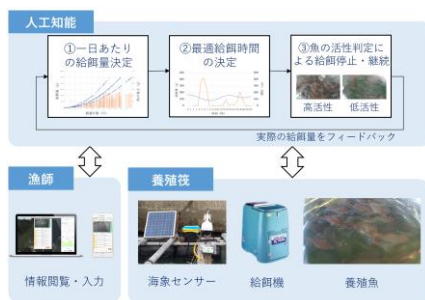 人工知能
①一日あたり
の給餌量決定
②最適給餌時間
の決定
③魚の活性判定に
よる給餌停止・継続
高活性
低活性
実際の給餌量をフィードバック
漁師
養殖筏
情報閲覧・入力
海象センサー
給餌機
養殖魚